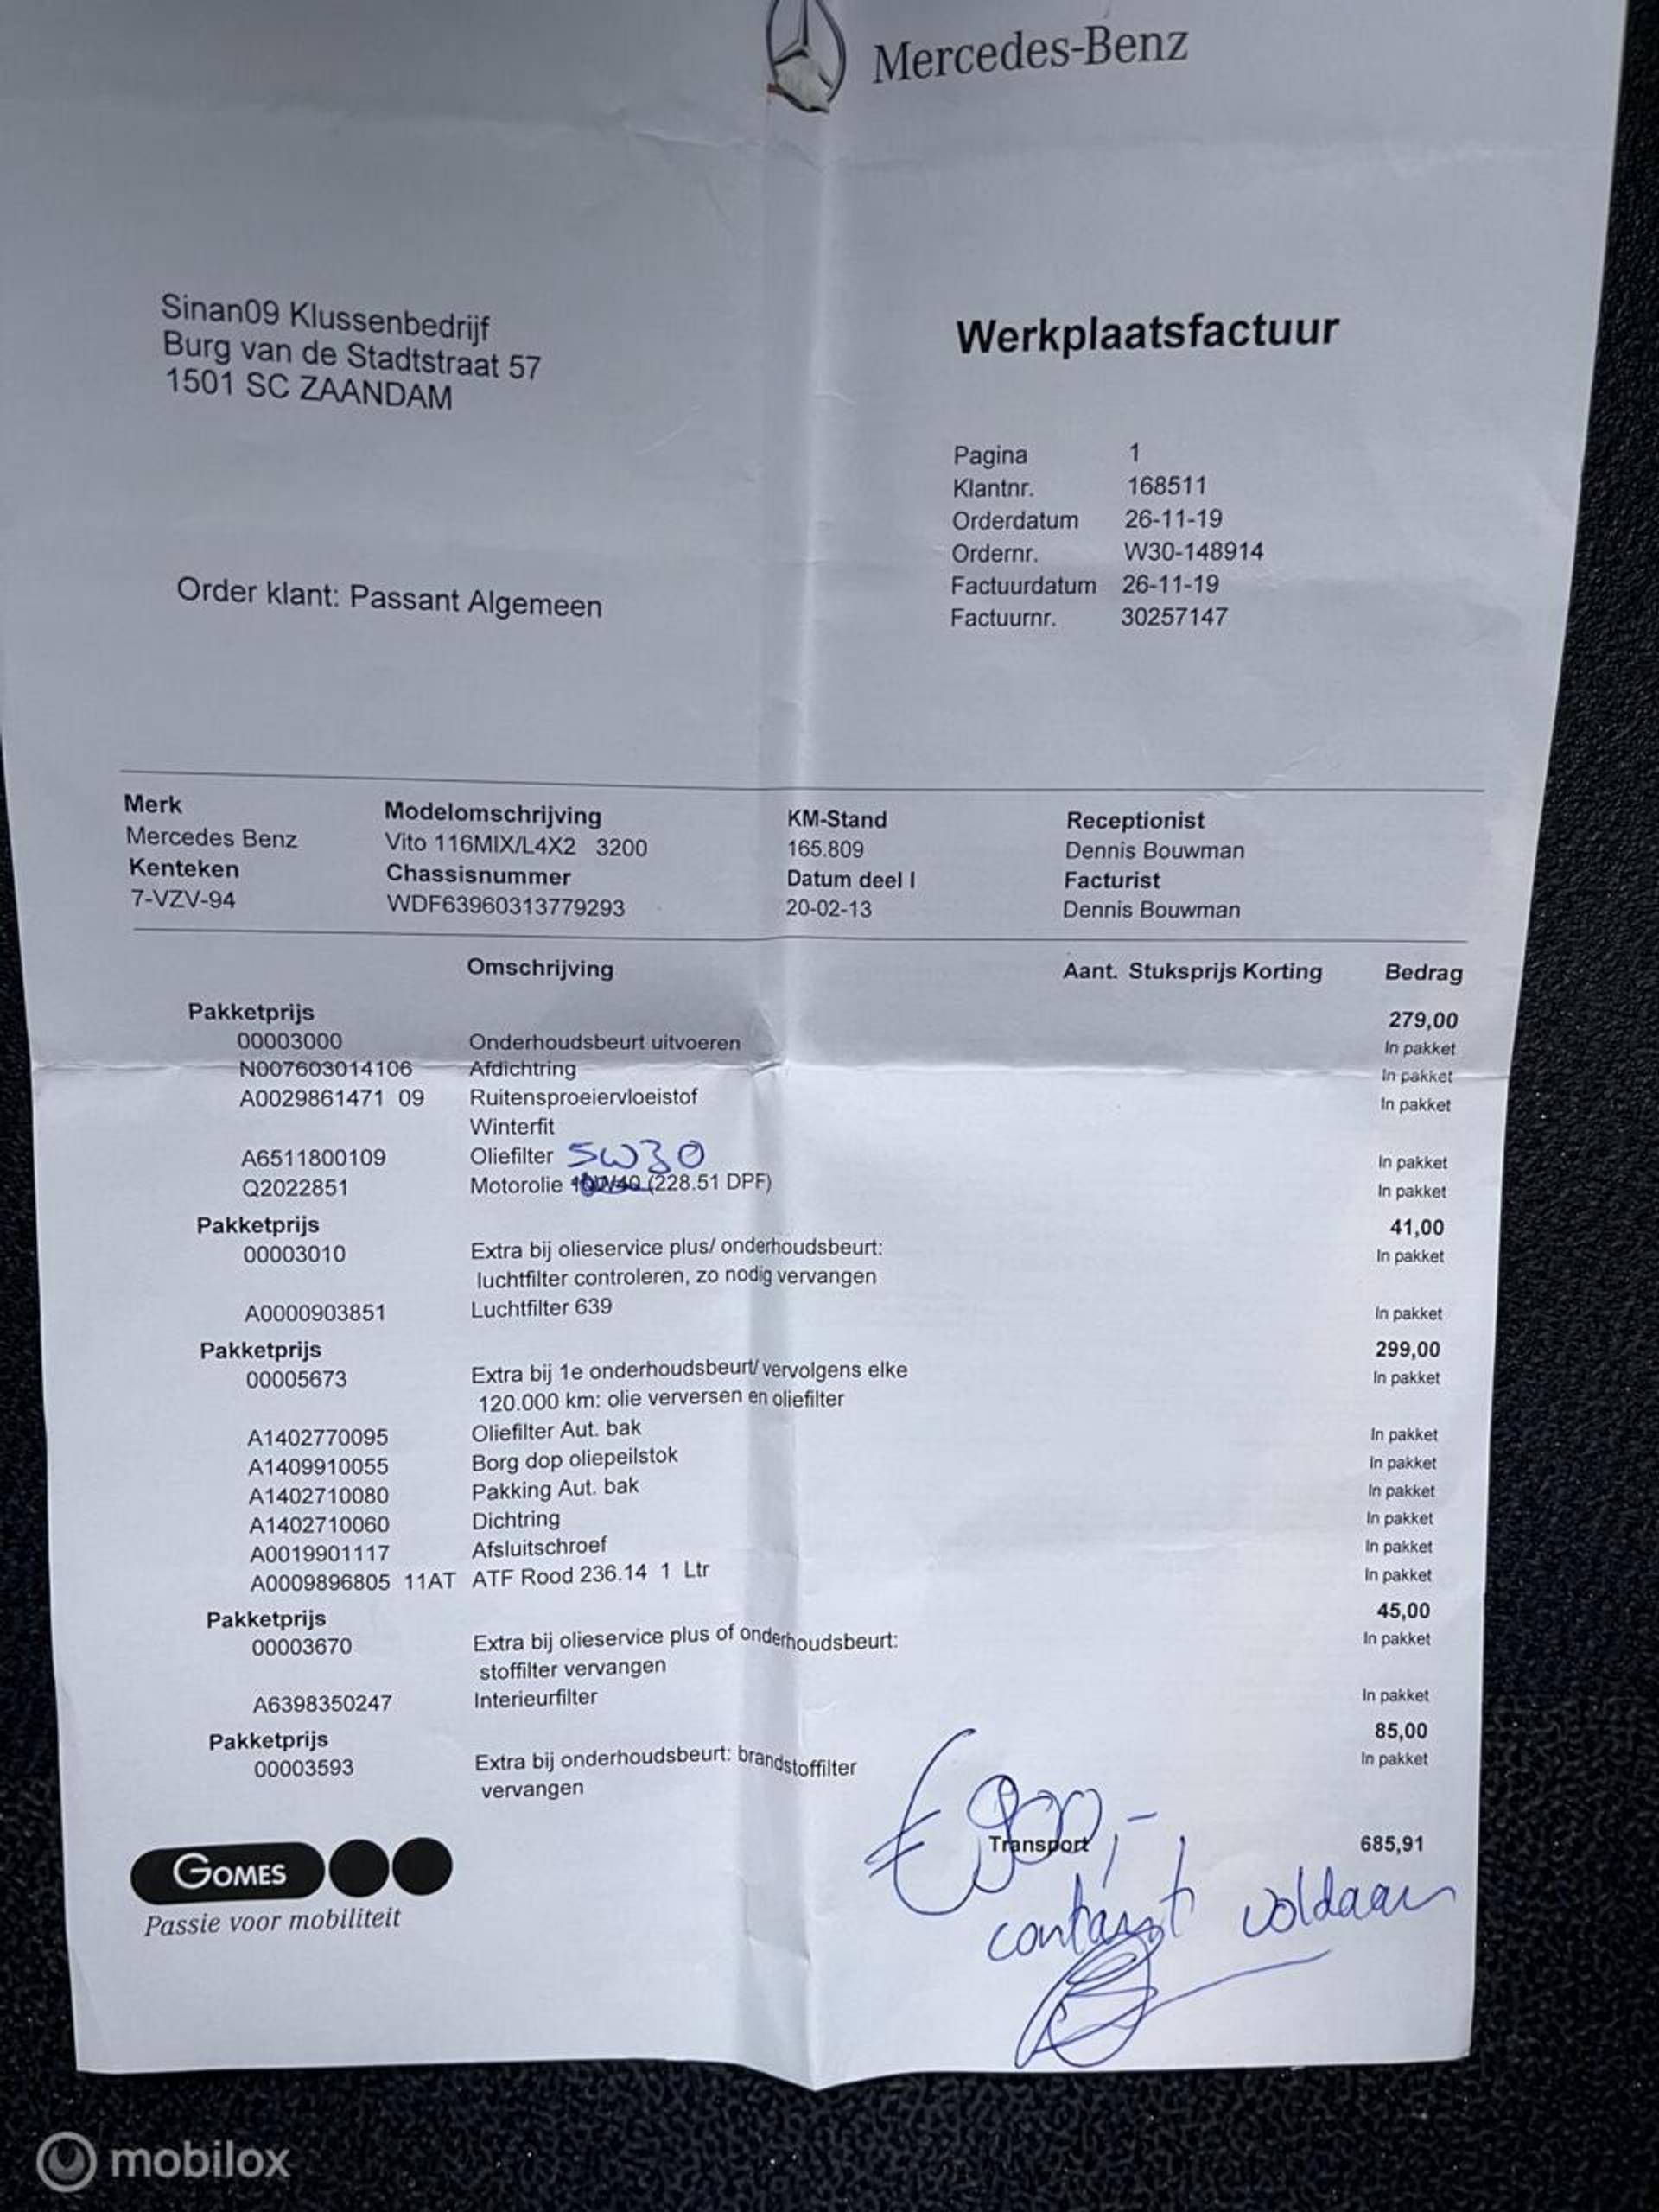 Mercedes-Benz
Sinan09 Klussenbedrijf
Burg van de Stadtstraat 57
1501 SC ZAANDAM
Werkplaatsfactuur
Pagina 1
Klantnr. 168511
Orderdatum 26-11-19
Ordernr. W30-148914
Factuurdatum 26-11-19
Factuurnr. 30257147
Order klant: Passant Algemeen
Merk Modelomschrijving KM-Stand Receptionist
Mercedes Benz Vito 116MIX/L4X2 3200 165.809 Dennis Bouwman
Kenteken Chassisnummer Datum deel I Facturist
7-VZV-94 WDF63960313779293 20-02-13 Dennis Bouwman
Omschrijving Aant. Stuksprijs Korting Bedrag
Pakketprijs 279,00
00003000 Onderhoudsbeurt uitvoeren In pakket
N007603014106 Afdichtring In pakket
A0029861471 09 Ruitensproeiervloeistof In pakket
Winterfit
A6511800109 Oliefilter 5W30 In pakket
Q2022851 Motorolie 10W40 (228.51 DPF) In pakket
Pakketprijs 41,00
00003010 Extra bij olieservice plus/ onderhoudsbeurt: In pakket
luchtfilter controleren, zo nodig vervangen
A0000903851 Luchtfilter 639 In pakket
Pakketprijs 299,00
00005673 Extra bij 1e onderhoudsbeurt/ vervolgens elke In pakket
120.000 km: olie verversen en oliefilter
A1402770095 Oliefilter Aut. bak In pakket
A1409910055 Borg dop oliepeilstok In pakket
A1402710080 Pakking Aut. bak In pakket
A1402710060 Dichtring In pakket
A0019901117 Afsluitschroef In pakket
A0009896805 11AT ATF Rood 236.14 1 Ltr In pakket
Pakketprijs 45,00
00003670 Extra bij olieservice plus of onderhoudsbeurt: In pakket
stoffilter vervangen
A6398350247 Interieurfilter In pakket
Pakketprijs 85,00
00003593 Extra bij onderhoudsbeurt: brandstoffilter In pakket
vervangen
€ 900,-
Transport 685,91
contant voldaan
GOMES
Passie voor mobiliteit
mobilox